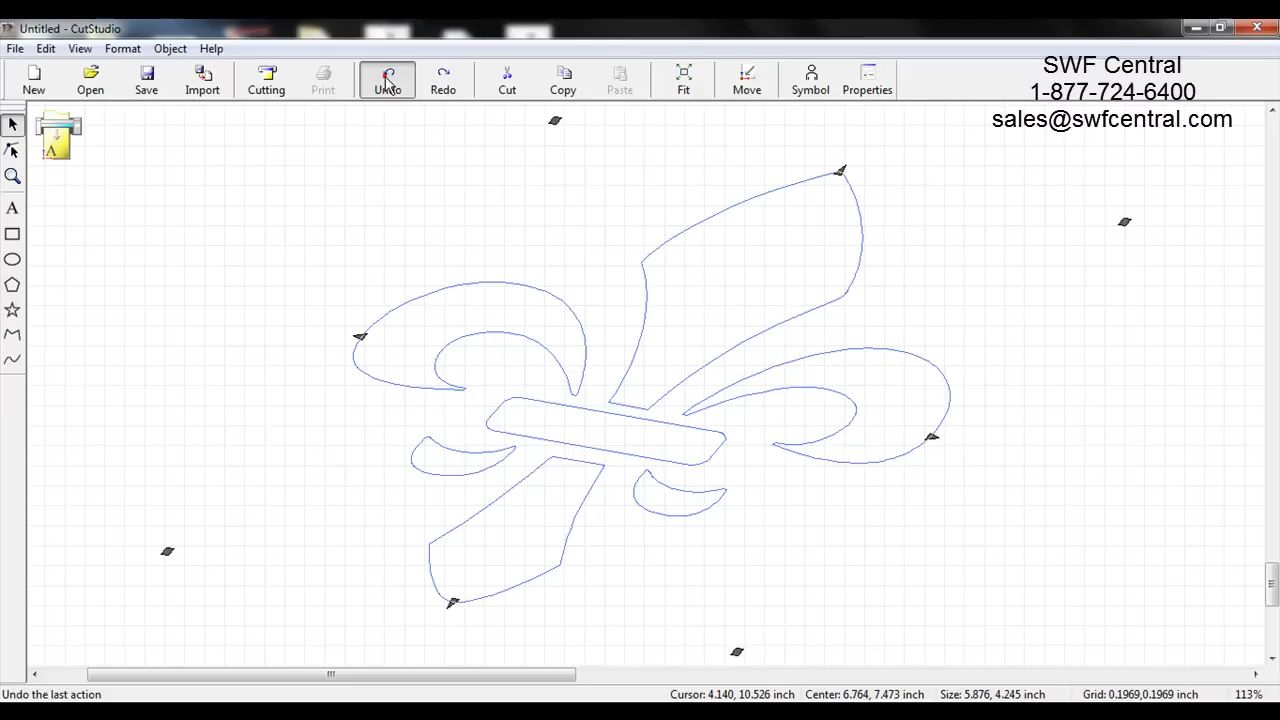 Untitled - CutStudio
File Edit View Format Object Help
SWF Central
1-877-724-6400
sales@swfcentral.com
New Open Save Import Cutting Print Undo Redo Cut Copy Paste Fit Move Symbol Properties
A
A
Undo the last action Cursor: 4.140, 10.526 inch Center: 6.764, 7.473 inch Size: 5.876, 4.245 inch Grid: 0.1969,0.1969 inch 113%